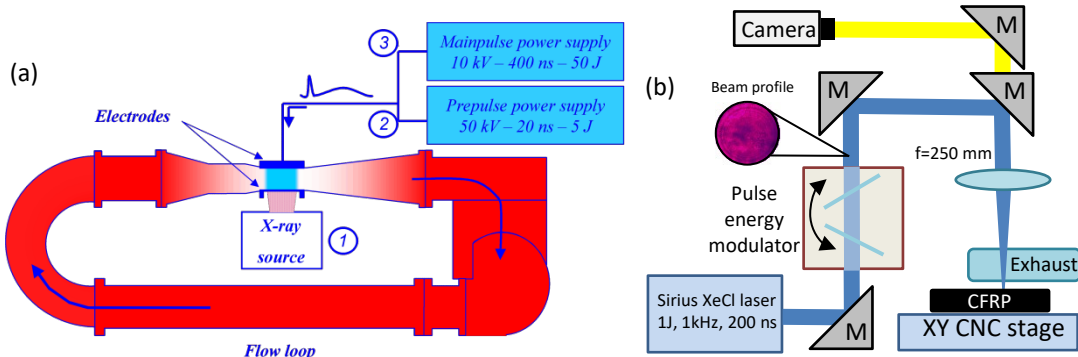 (a)
Electrodes
3
Mainpulse power supply
10 kV – 400 ns – 50 J
2
Prepulse power supply
50 kV – 20 ns – 5 J
X-ray
source
1
Flow loop
(b)
Camera
M
Beam profile
M
M
f=250 mm
Pulse
energy
modulator
Exhaust
Sirius XeCl laser
1J, 1kHz, 200 ns
M
CFRP
XY CNC stage